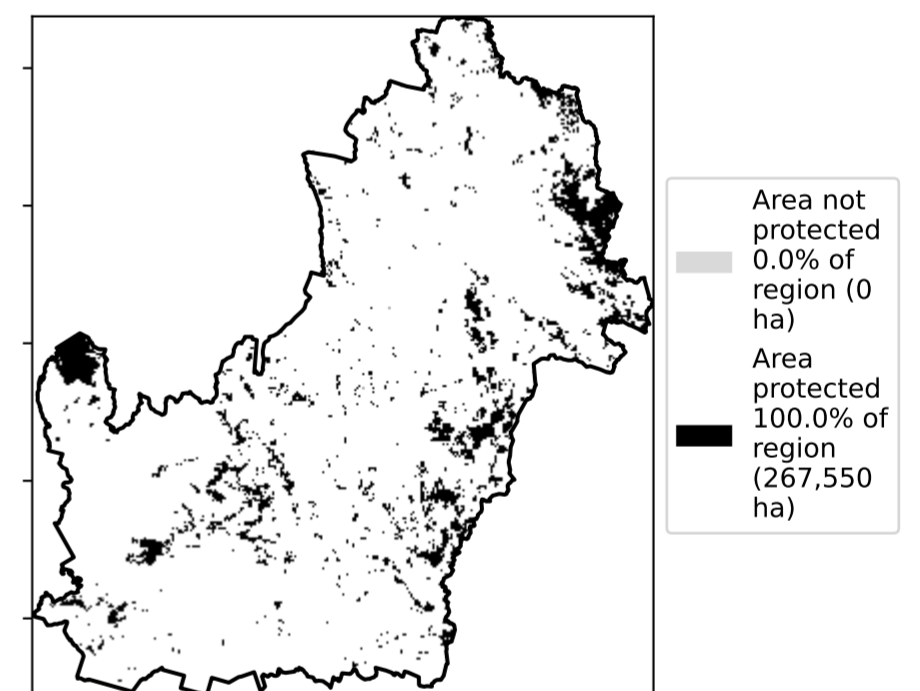 Area not
protected
0.0% of
region (0
ha)
Area
protected
100.0% of
region
(267,550
ha)